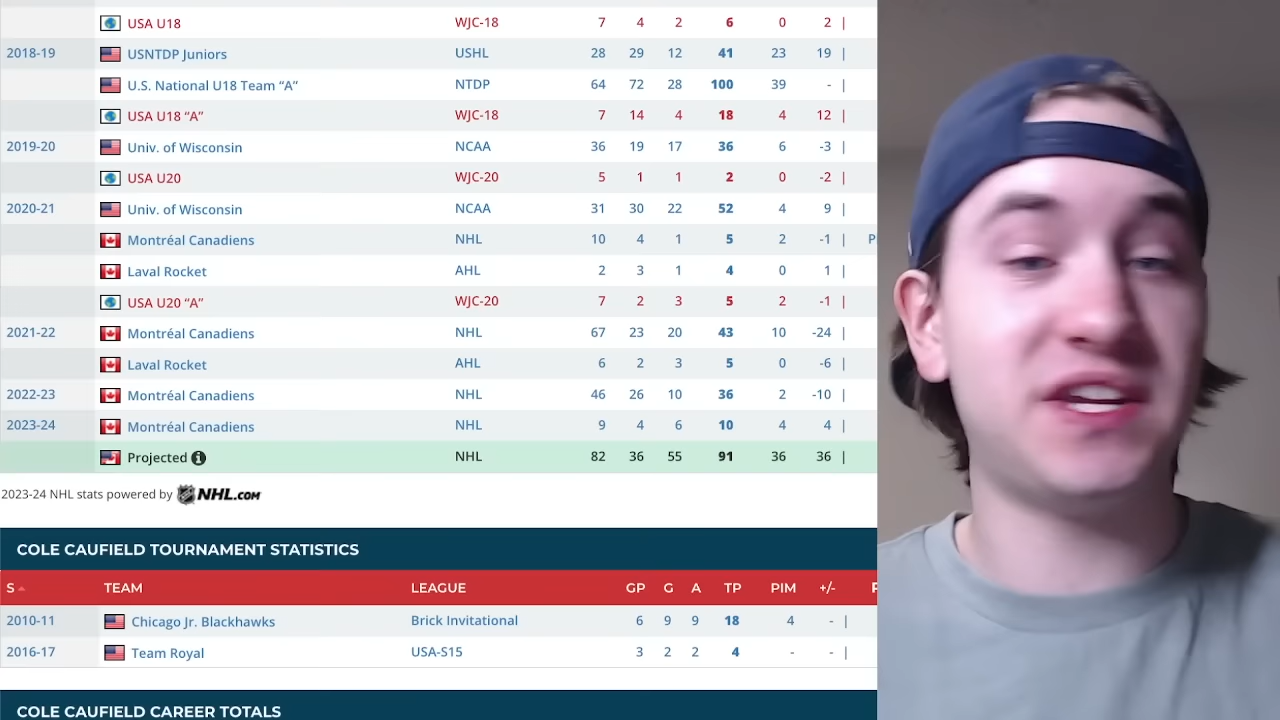 USA U18 WJC-18 7 4 2 6 0 2 |
2018-19 USNTDP Juniors USHL 28 29 12 41 23 19 |
U.S. National U18 Team “A” NTDP 64 72 28 100 39 - |
USA U18 “A” WJC-18 7 14 4 18 4 12 |
2019-20 Univ. of Wisconsin NCAA 36 19 17 36 6 -3 |
USA U20 WJC-20 5 1 1 2 0 -2 |
2020-21 Univ. of Wisconsin NCAA 31 30 22 52 4 9 |
Montréal Canadiens NHL 10 4 1 5 2 -1 | P
Laval Rocket AHL 2 3 1 4 0 1 |
USA U20 “A” WJC-20 7 2 3 5 2 -1 |
2021-22 Montréal Canadiens NHL 67 23 20 43 10 -24 |
Laval Rocket AHL 6 2 3 5 0 -6 |
2022-23 Montréal Canadiens NHL 46 26 10 36 2 -10 |
2023-24 Montréal Canadiens NHL 9 4 6 10 4 4 |
Projected NHL 82 36 55 91 36 36 |
2023-24 NHL stats powered by NHL.COM
COLE CAUFIELD TOURNAMENT STATISTICS
S TEAM LEAGUE GP G A TP PIM +/-
2010-11 Chicago Jr. Blackhawks Brick Invitational 6 9 9 18 4 - |
2016-17 Team Royal USA-S15 3 2 2 4 - - |
COLE CAUFIELD CAREER TOTALS